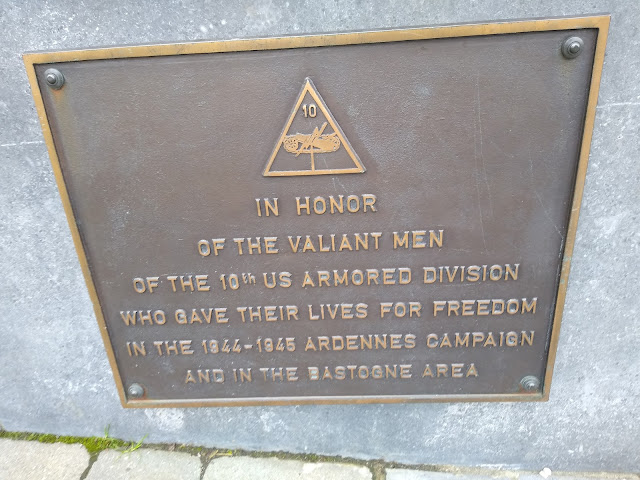 10
IN HONOR
OF THE VALIANT MEN
OF THE 10th US ARMORED DIVISION
WHO GAVE THEIR LIVES FOR FREEDOM
IN THE 1944-1945 ARDENNES CAMPAIGN
AND IN THE BASTOGNE AREA